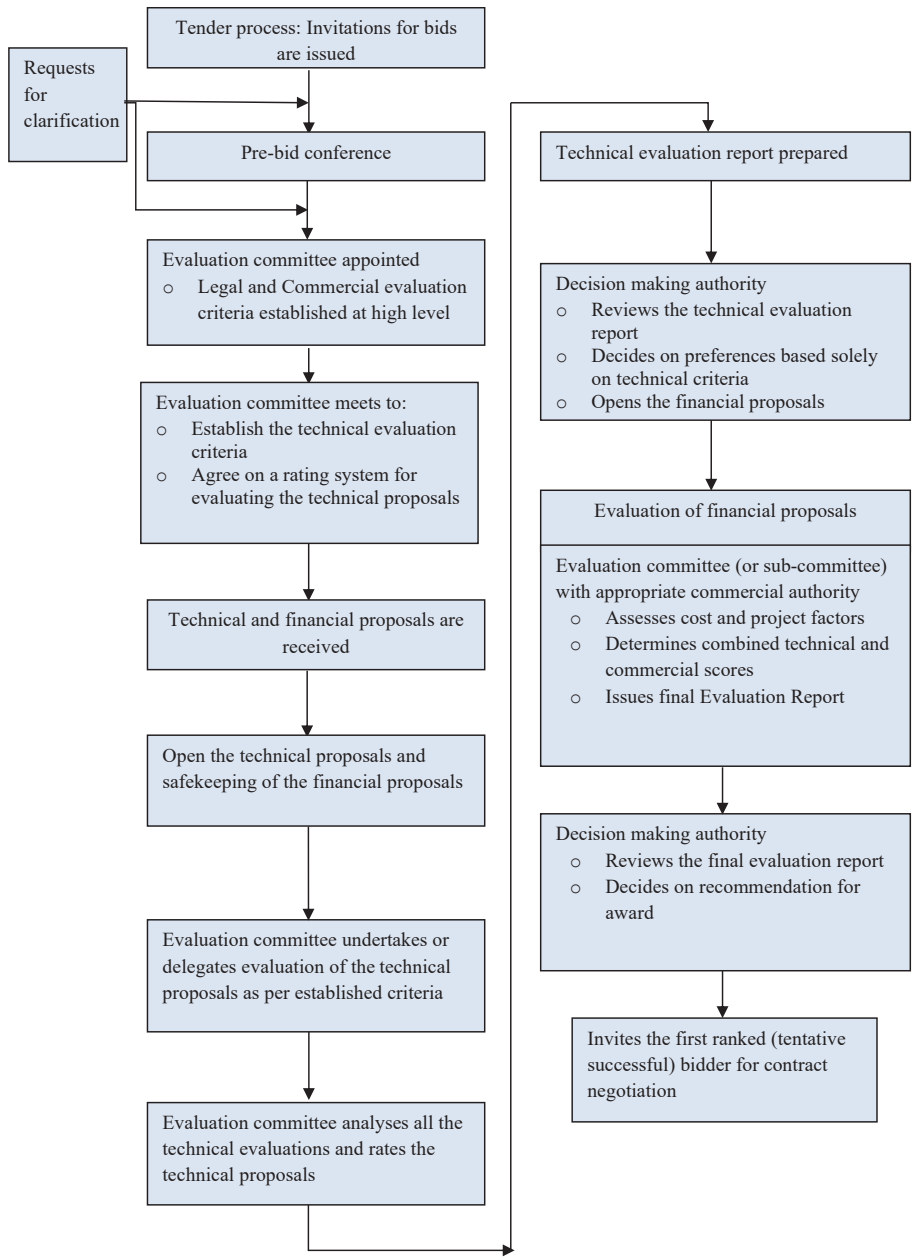 Tender process: Invitations for bids
are issued
Requests
for
clarification
Pre-bid conference
Evaluation committee appointed
o Legal and Commercial evaluation
criteria established at high level
Evaluation committee meets to:
o Establish the technical evaluation
criteria
o Agree on a rating system for
evaluating the technical proposals
Technical and financial proposals are
received
Open the technical proposals and
safekeeping of the financial proposals
Evaluation committee undertakes or
delegates evaluation of the technical
proposals as per established criteria
Evaluation committee analyses all the
technical evaluations and rates the
technical proposals
Technical evaluation report prepared
Decision making authority
o Reviews the technical evaluation
report
o Decides on preferences based solely
on technical criteria
o Opens the financial proposals
Evaluation of financial proposals
Evaluation committee (or sub-committee)
with appropriate commercial authority
o Assesses cost and project factors
o Determines combined technical and
commercial scores
o Issues final Evaluation Report
Decision making authority
o Reviews the final evaluation report
o Decides on recommendation for
award
Invites the first ranked (tentative
successful) bidder for contract
negotiation